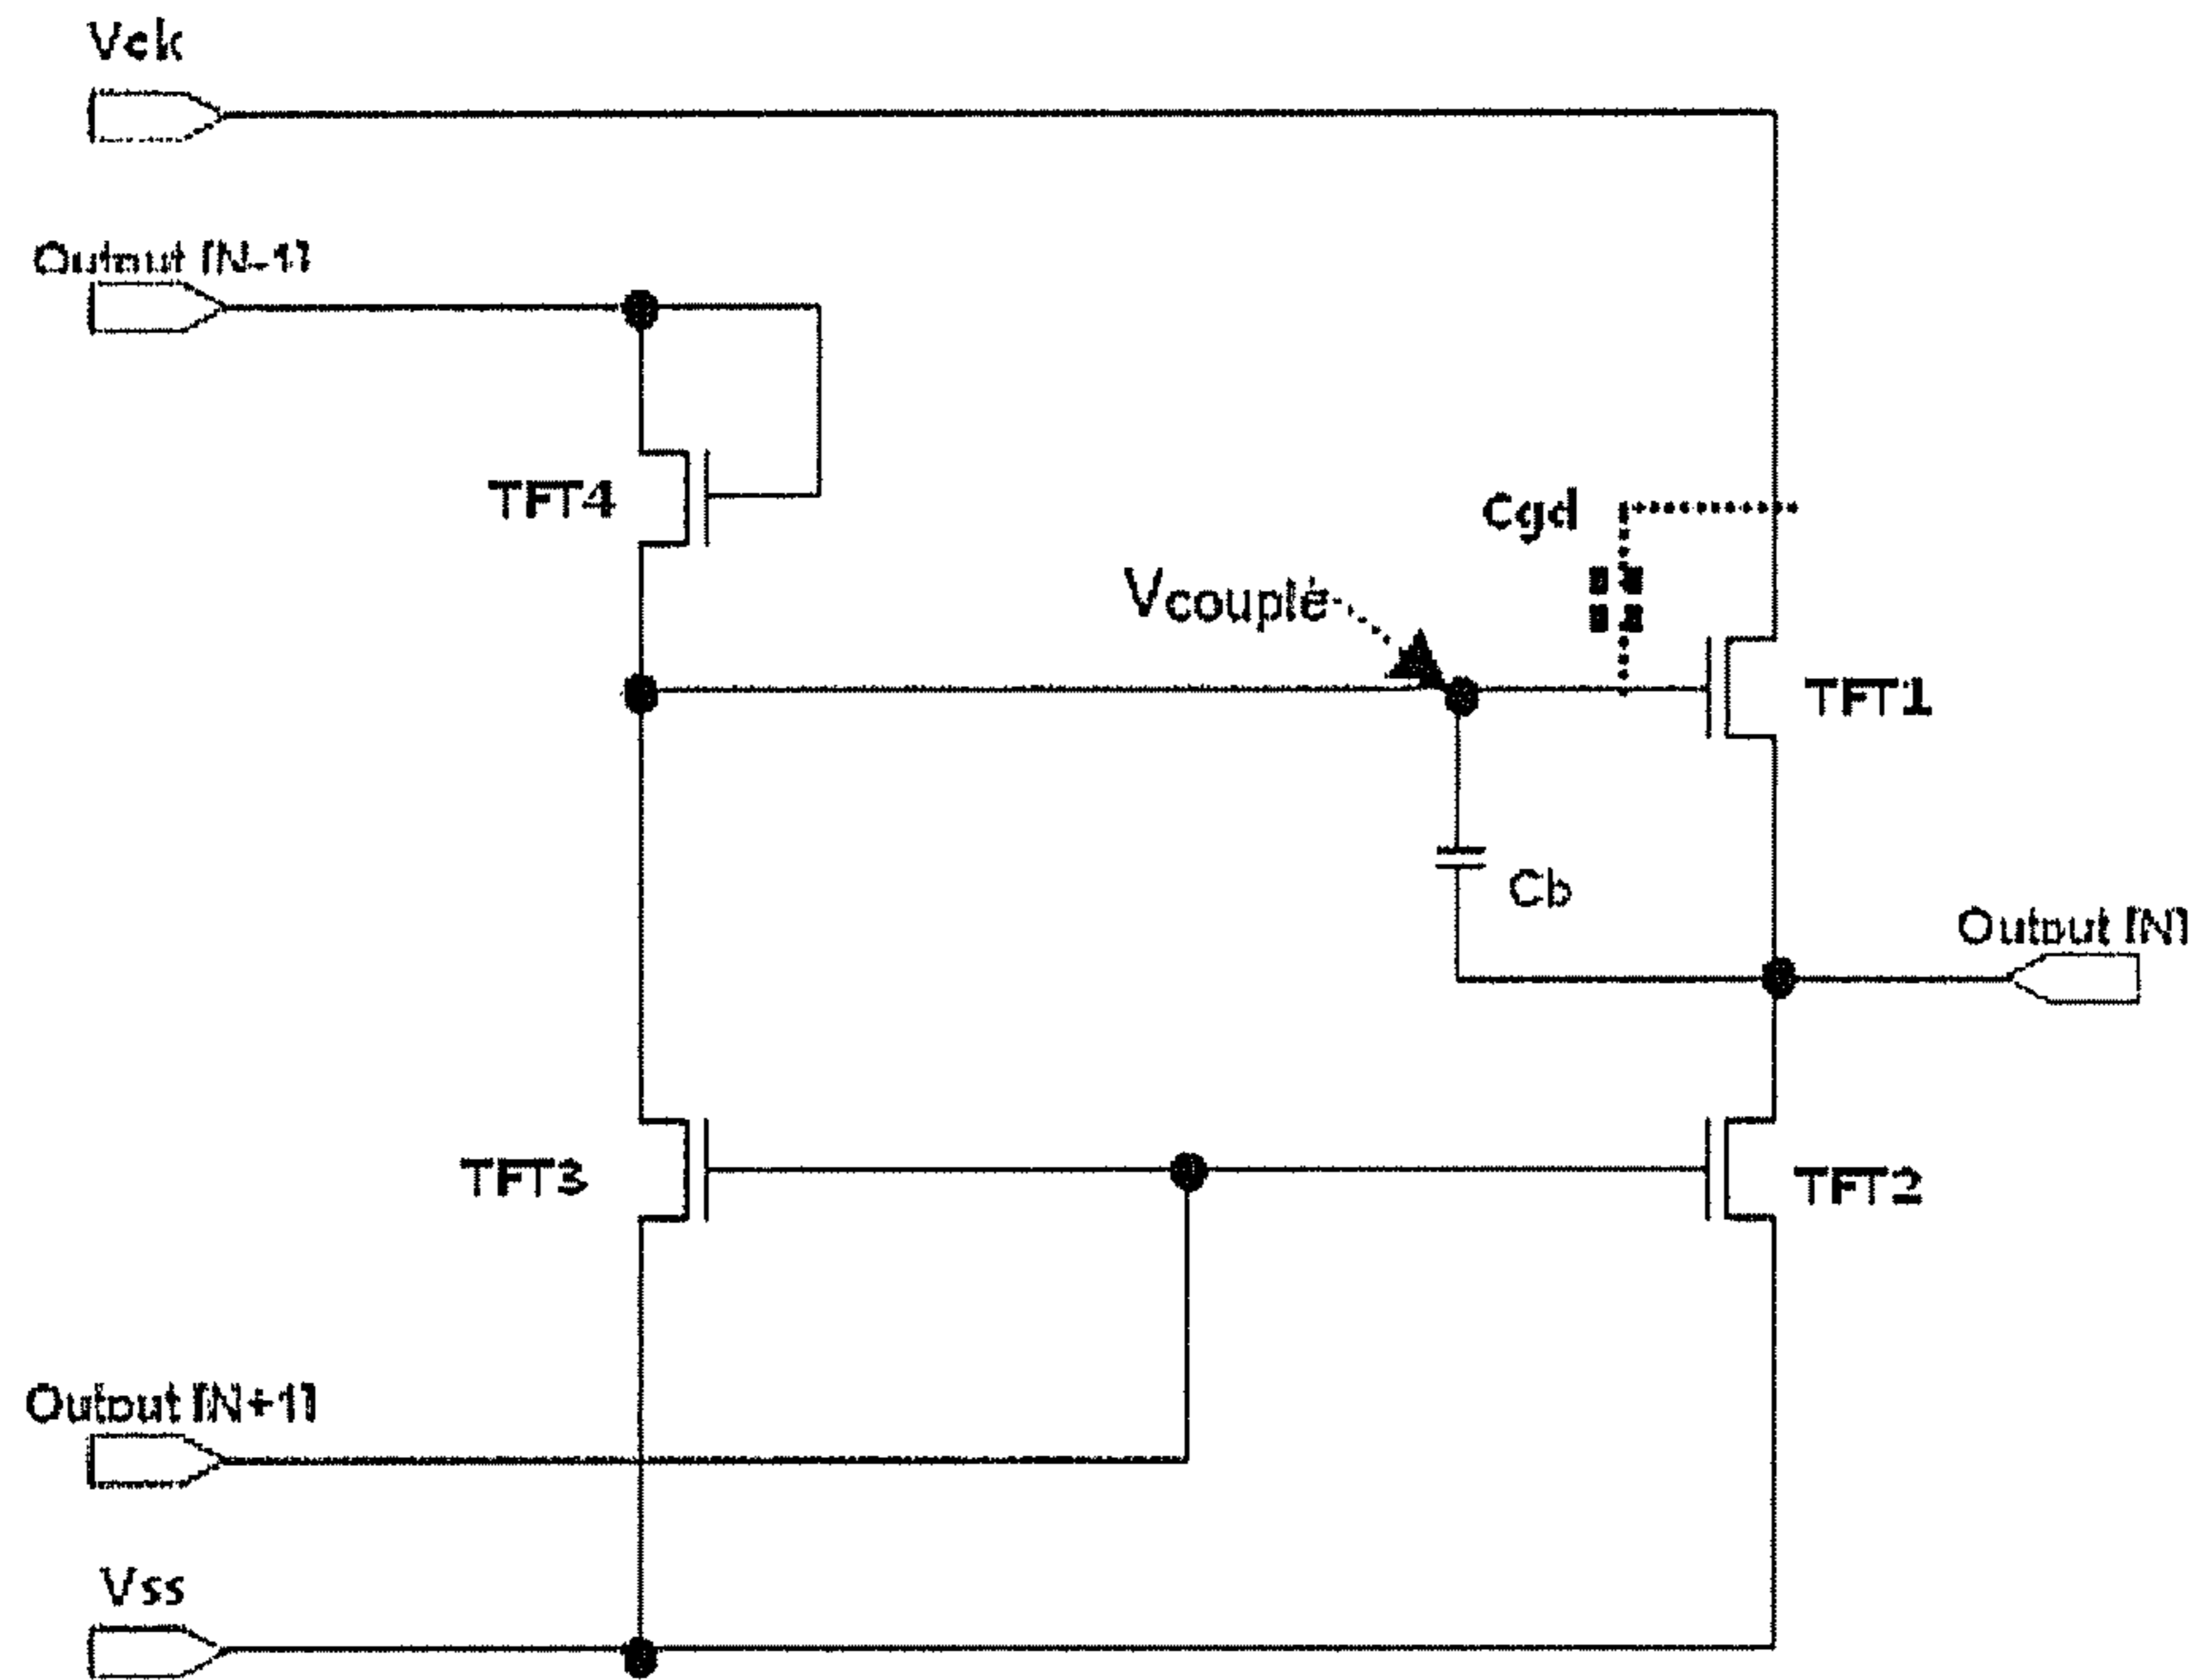 Vck
Output [N-1]
TFT4
Cgd
Vcouple
TFT1
Cb
Output [N]
TFT3
TFT2
Output [N+1]
Vss